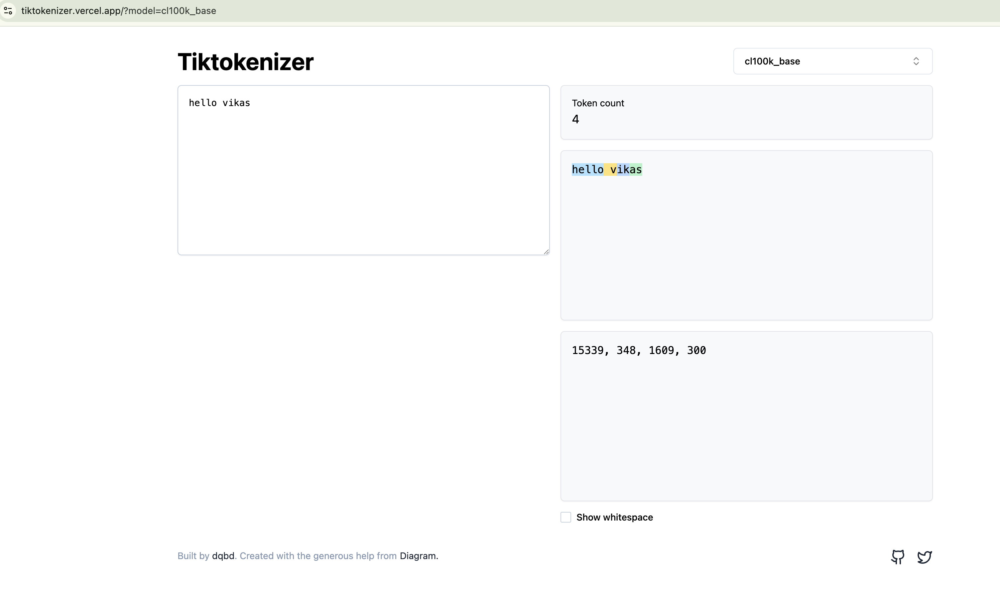 tiktokenizer.vercel.app/?model=cl100k_base
Tiktokenizer
cl100k_base
hello vikas
Token count
4
hello vikas
15339, 348, 1609, 300
Show whitespace
Built by dqbd. Created with the generous help from Diagram.